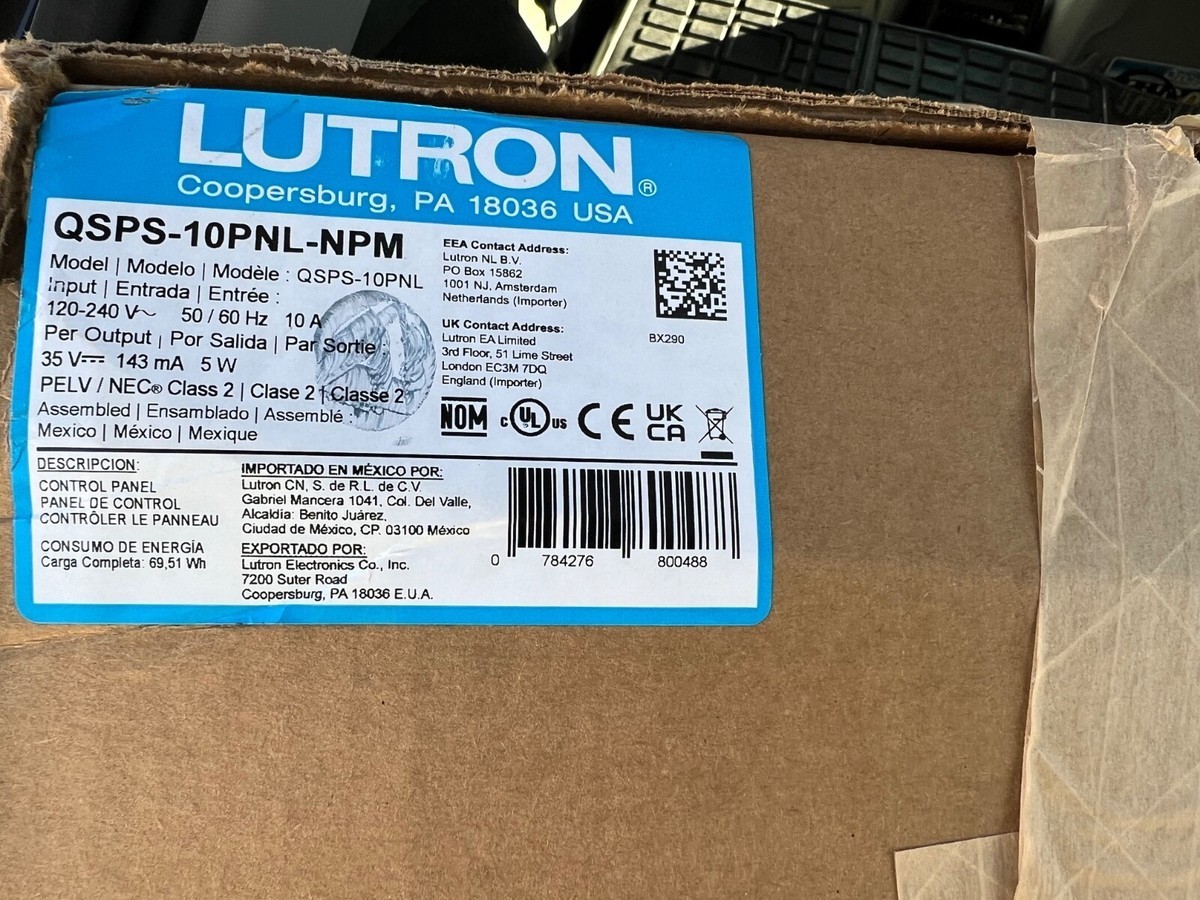 LUTRON®
Coopersburg, PA 18036 USA
QSPS-10PNL-NPM
Model | Modelo | Modèle : QSPS-10PNL
Input | Entrada | Entrée :
120-240 V~ 50 / 60 Hz 10 A
Per Output | Por Salida | Par Sortie
35 V⎓ 143 mA 5 W
PELV / NEC® Class 2 | Clase 2 | Classe 2
Assembled | Ensamblado | Assemblé :
Mexico | México | Mexique
EEA Contact Address:
Lutron NL B.V.
PO Box 15862
1001 NJ, Amsterdam
Netherlands (Importer)
UK Contact Address:
Lutron EA Limited
3rd Floor, 51 Lime Street
London EC3M 7DQ
England (Importer)
BX290
NOM c UL us CE UK
CA
DESCRIPCION:
CONTROL PANEL
PANEL DE CONTROL
CONTRÔLER LE PANNEAU
CONSUMO DE ENERGÍA
Carga Completa: 69,51 Wh
IMPORTADO EN MÉXICO POR:
Lutron CN, S. de R.L. de C.V.
Gabriel Mancera 1041, Col. Del Valle,
Alcaldía: Benito Juárez,
Ciudad de México, CP. 03100 México
EXPORTADO POR:
Lutron Electronics Co., Inc.
7200 Suter Road
Coopersburg, PA 18036 E.U.A.
0 784276 800488